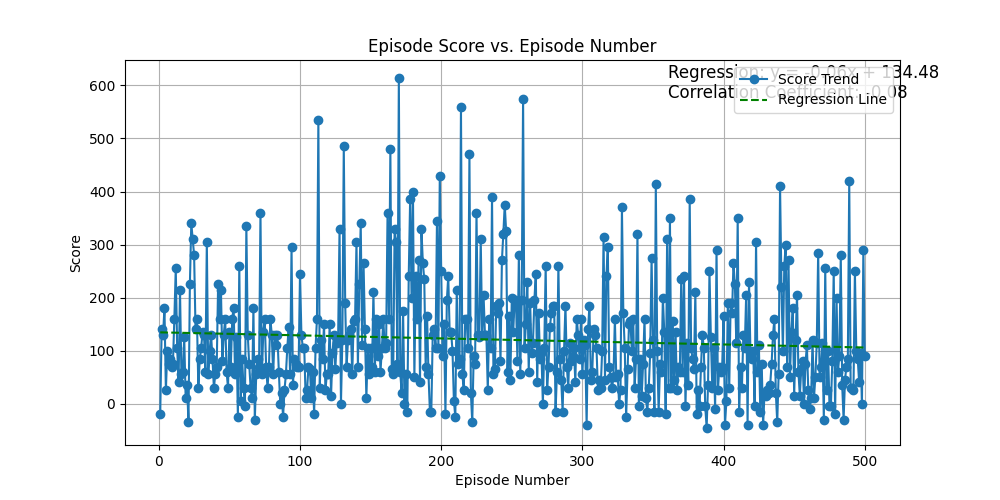 Episode Score vs. Episode Number
Regression: y = -0.06x + 134.48
Correlation Coefficient: -0.08
Score Trend
Regression Line
Score
600
500
400
300
200
100
0
0 100 200 300 400 500
Episode Number